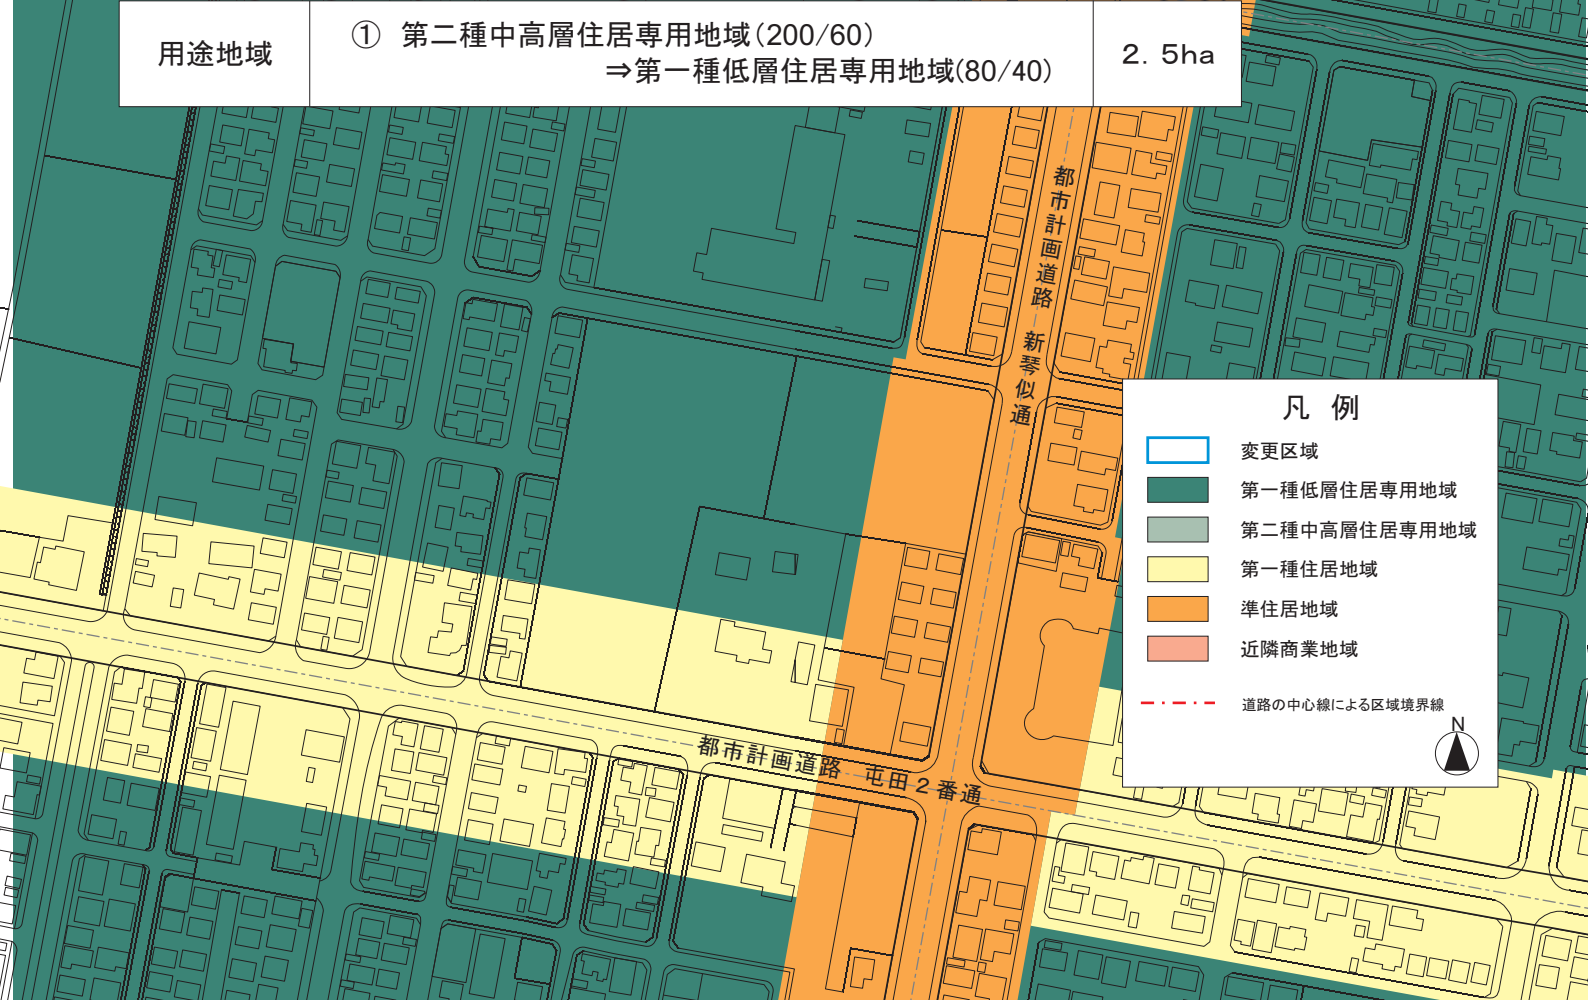 用途地域
① 第二種中高層住居専用地域(200/60)
⇒第一種低層住居専用地域(80/40)
2.5ha
都市計画道路 新琴似通
都市計画道路 屯田2番通
凡例
変更区域
第一種低層住居専用地域
第二種中高層住居専用地域
第一種住居地域
準住居地域
近隣商業地域
道路の中心線による区域境界線
N